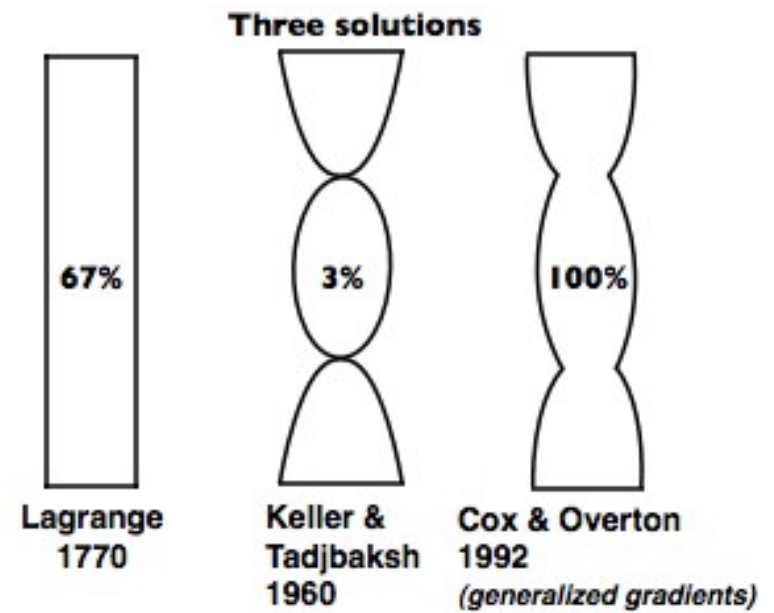 Three solutions
67%
3%
100%
Lagrange
1770
Keller &
Tadjbaksh
1960
Cox & Overton
1992
(generalized gradients)